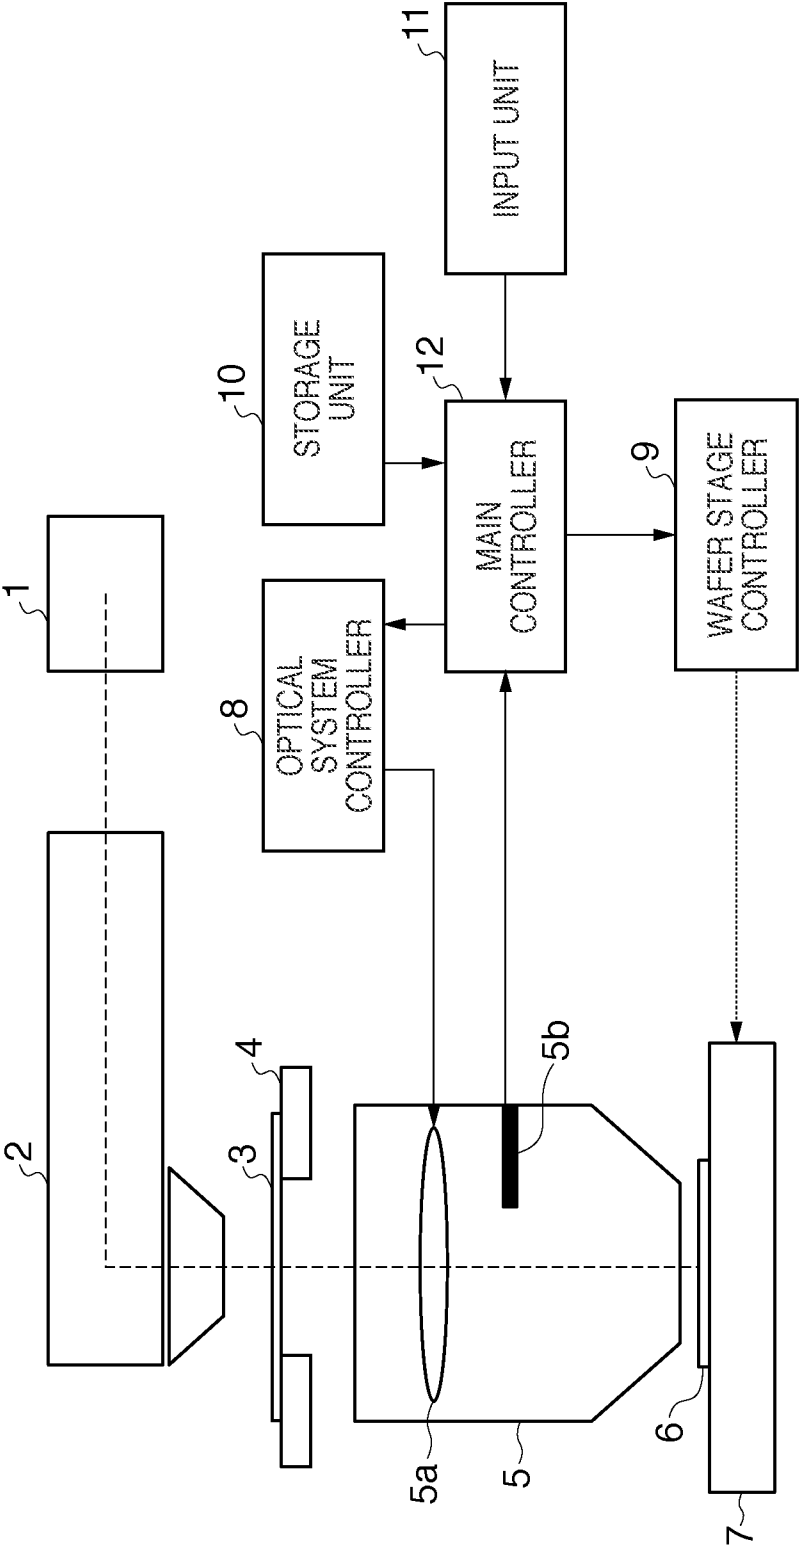 1
2
3
4
5a
5
5b
6
7
8
OPTICAL
SYSTEM
CONTROLLER
10
STORAGE
UNIT
12
MAIN
CONTROLLER
11
INPUT UNIT
9
WAFER STAGE
CONTROLLER